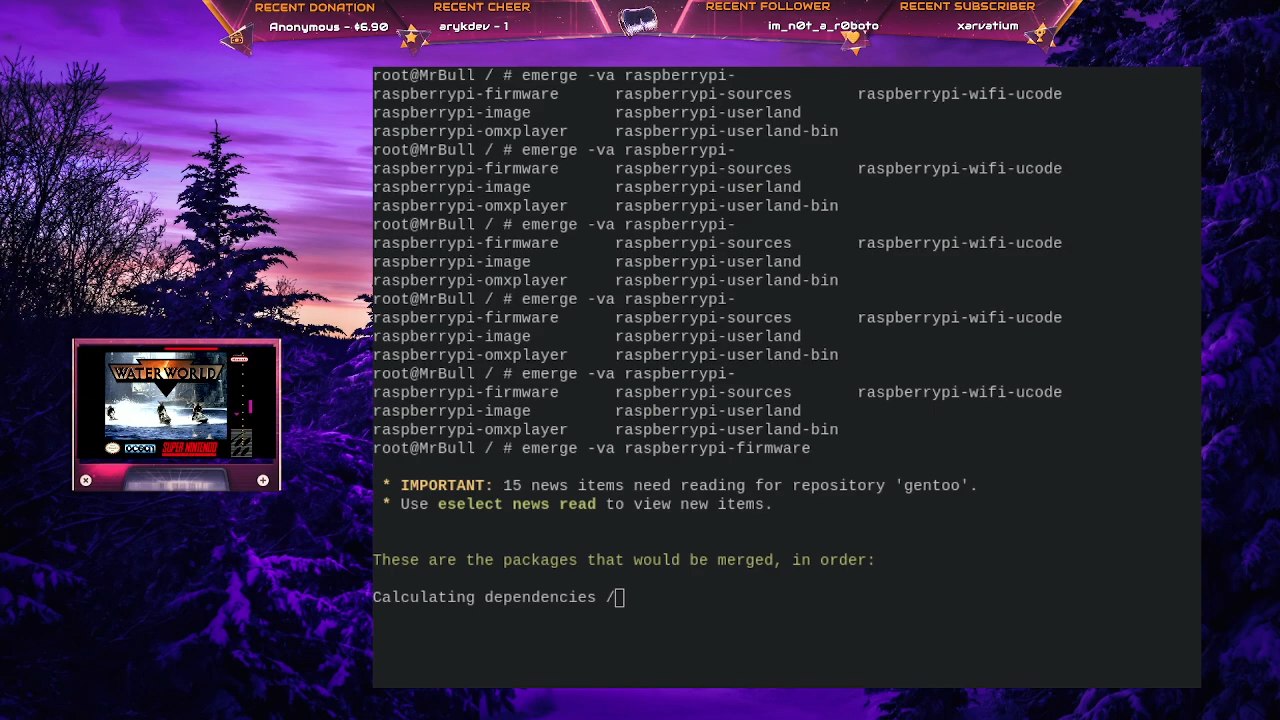 RECENT DONATION
RECENT CHEER
RECENT FOLLOWER
RECENT SUBSCRIBER
Anonymous - $6.90
arykdev - 1
im_n0t_a_r0boto
xarvatium
root@MrBull / # emerge -va raspberrypi-
raspberrypi-firmware raspberrypi-sources raspberrypi-wifi-ucode
raspberrypi-image raspberrypi-userland
raspberrypi-omxplayer raspberrypi-userland-bin
root@MrBull / # emerge -va raspberrypi-
raspberrypi-firmware raspberrypi-sources raspberrypi-wifi-ucode
raspberrypi-image raspberrypi-userland
raspberrypi-omxplayer raspberrypi-userland-bin
root@MrBull / # emerge -va raspberrypi-
raspberrypi-firmware raspberrypi-sources raspberrypi-wifi-ucode
raspberrypi-image raspberrypi-userland
raspberrypi-omxplayer raspberrypi-userland-bin
root@MrBull / # emerge -va raspberrypi-
raspberrypi-firmware raspberrypi-sources raspberrypi-wifi-ucode
raspberrypi-image raspberrypi-userland
raspberrypi-omxplayer raspberrypi-userland-bin
root@MrBull / # emerge -va raspberrypi-
raspberrypi-firmware raspberrypi-sources raspberrypi-wifi-ucode
raspberrypi-image raspberrypi-userland
raspberrypi-omxplayer raspberrypi-userland-bin
root@MrBull / # emerge -va raspberrypi-firmware
* IMPORTANT: 15 news items need reading for repository 'gentoo'.
* Use eselect news read to view new items.
These are the packages that would be merged, in order:
Calculating dependencies /
WATERWORLD
ocean SUPER NINTENDO